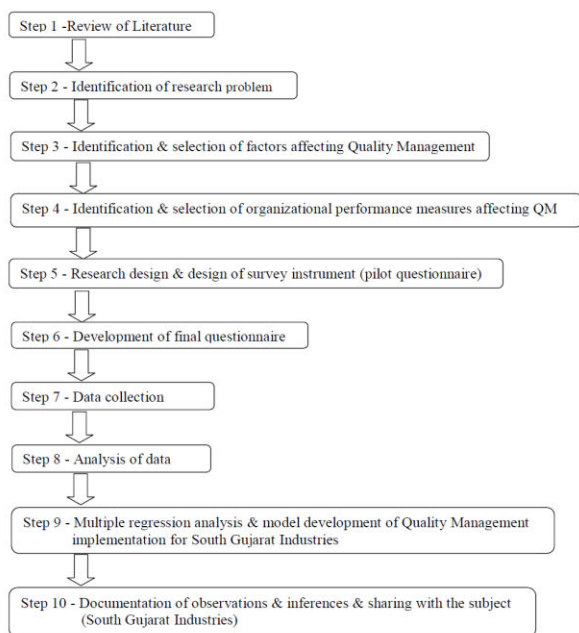 Step 1 -Review of Literature
Step 2 - Identification of research problem
Step 3 - Identification & selection of factors affecting Quality Management
Step 4 - Identification & selection of organizational performance measures affecting QM
Step 5 - Research design & design of survey instrument (pilot questionnaire)
Step 6 - Development of final questionnaire
Step 7 - Data collection
Step 8 - Analysis of data
Step 9 - Multiple regression analysis & model development of Quality Management
implementation for South Gujarat Industries
Step 10 - Documentation of observations & inferences & sharing with the subject
(South Gujarat Industries)